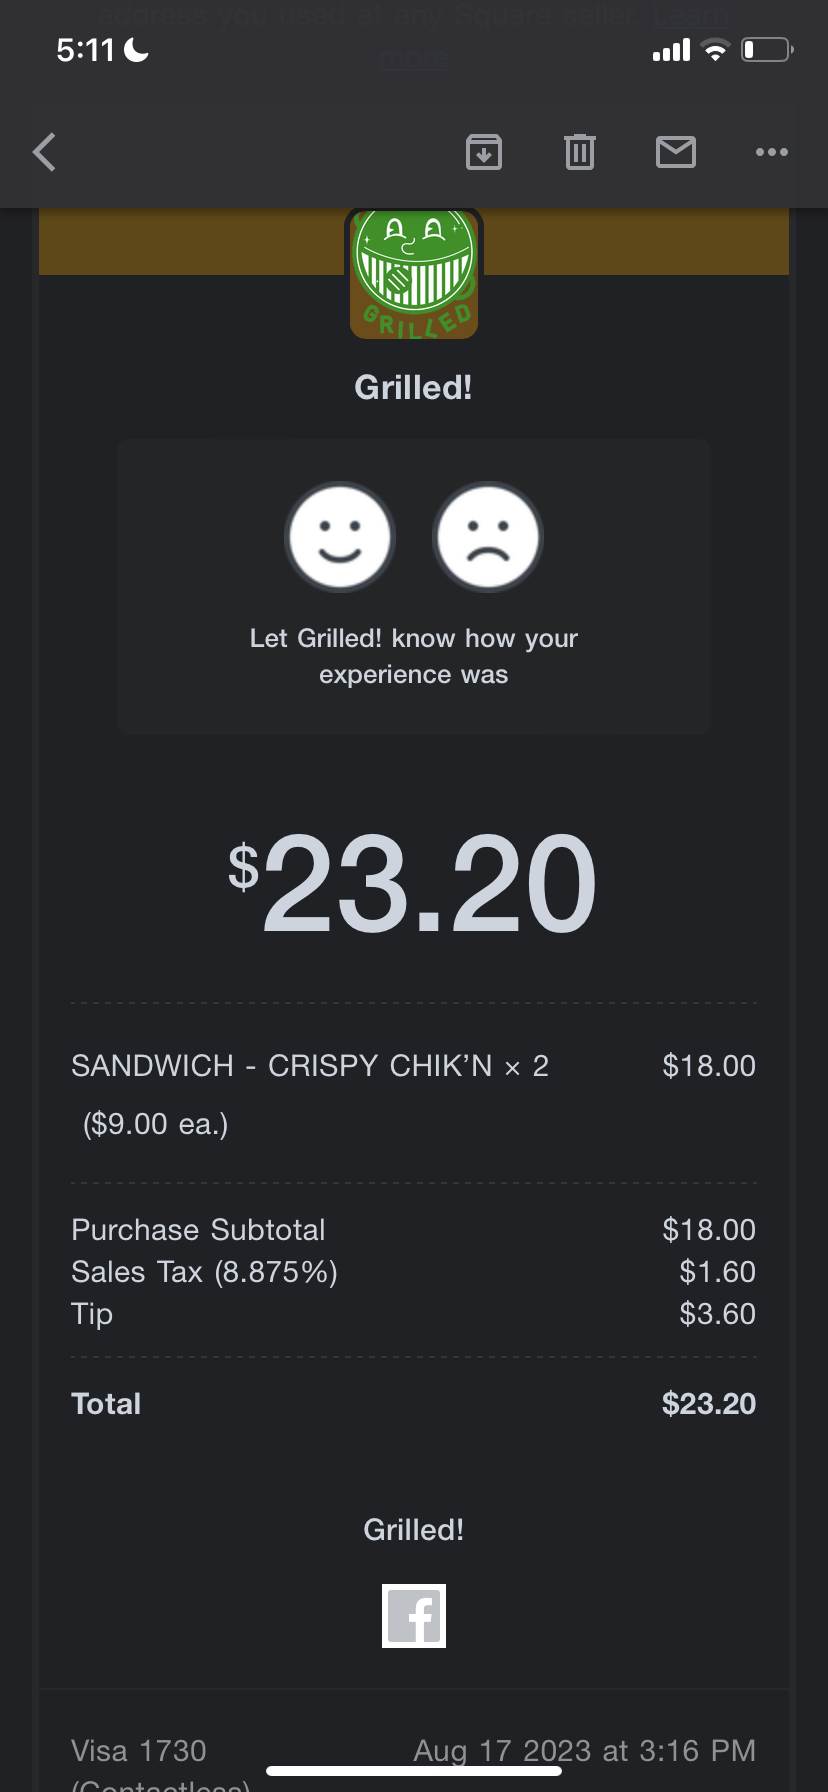 address you used at any Square seller. Learn
more
5:11
GRILLED
Grilled!
Let Grilled! know how your
experience was
$23.20
SANDWICH - CRISPY CHIK’N × 2 $18.00
($9.00 ea.)
Purchase Subtotal $18.00
Sales Tax (8.875%) $1.60
Tip $3.60
Total $23.20
Grilled!
f
Visa 1730 Aug 17 2023 at 3:16 PM
(Contactless)